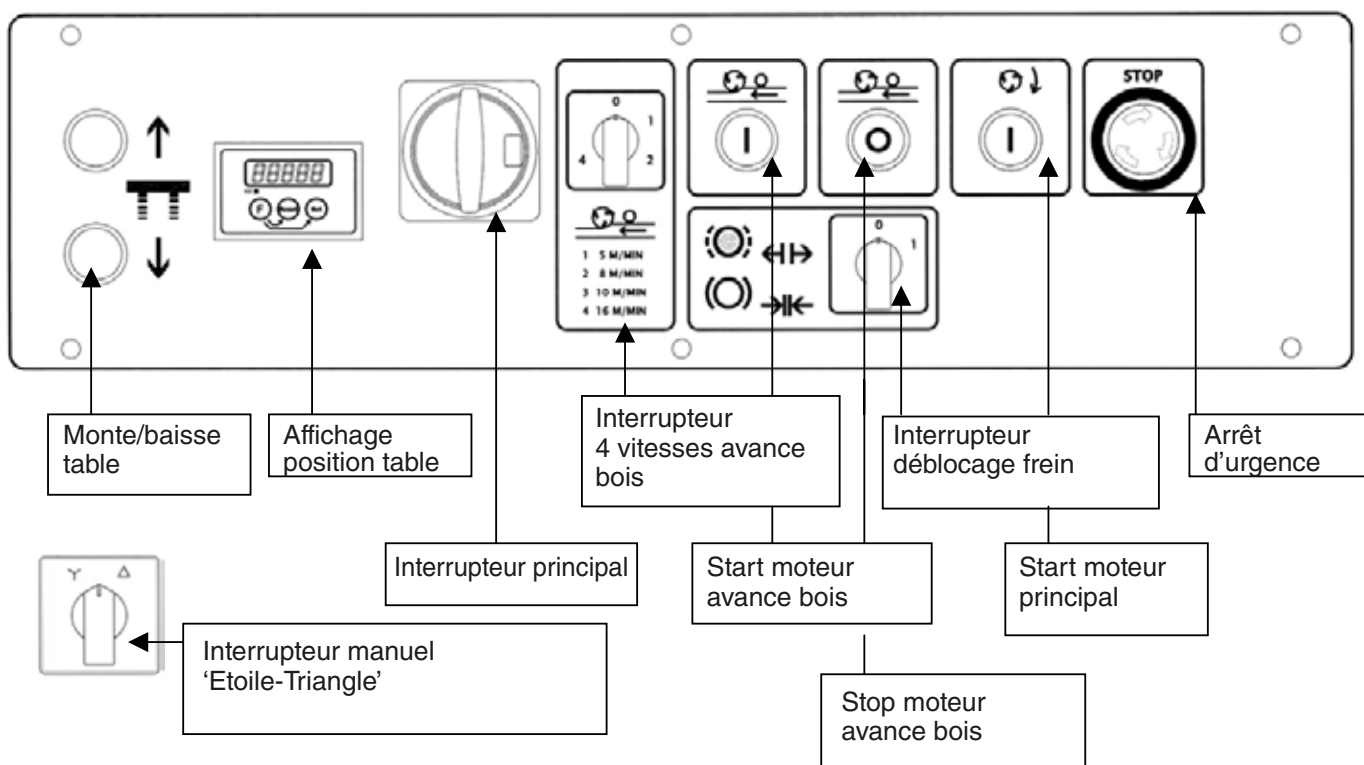 STOP
0
1
4
2
88888
I
O
I
1 5 M/MIN
2 8 M/MIN
3 10 M/MIN
4 16 M/MIN
0
1
Monte/baisse
table
Affichage
position table
Interrupteur
4 vitesses avance
bois
Interrupteur
déblocage frein
Arrêt
d'urgence
Interrupteur principal
Start moteur
avance bois
Start moteur
principal
Interrupteur manuel
‘Etoile-Triangle’
Stop moteur
avance bois